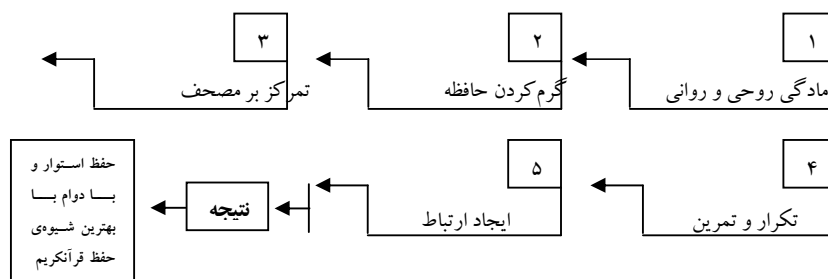 ۱
مادگی روحی و روانی
۲
گرم کردن حافظه
۳
تمرکز بر مصحف
۴
تکرار و تمرین
۵
ایجاد ارتباط
نتیجه
حفظ استوار و
با دوام با
بهترین شیوه‌ی
حفظ قرآنکریم